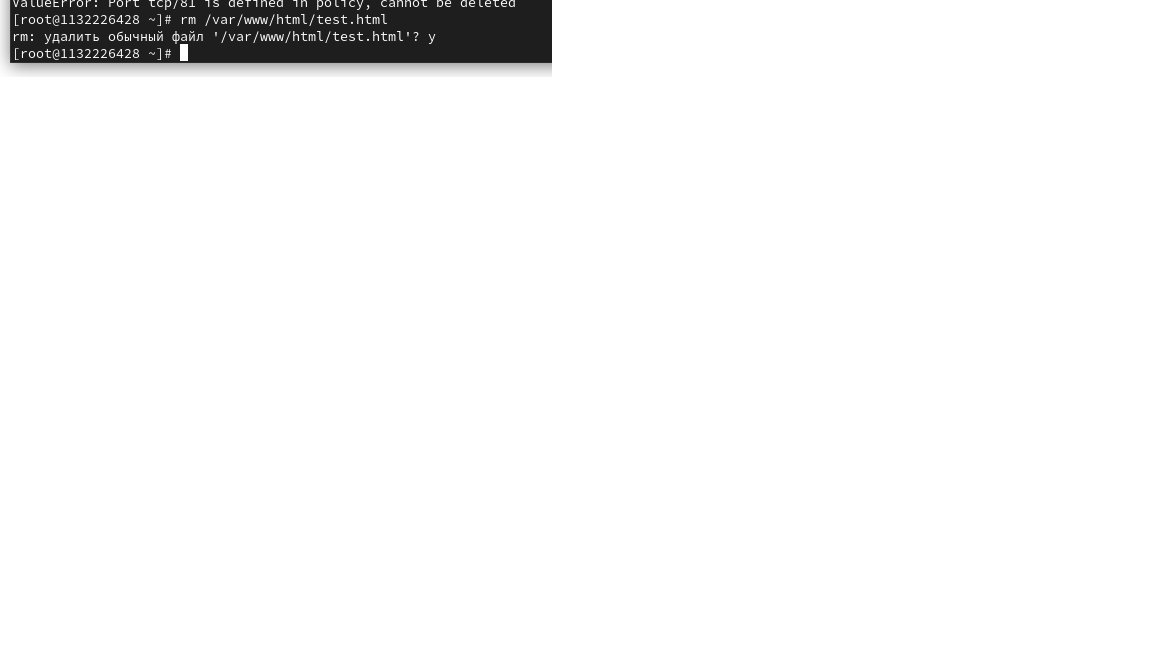 ValueError: Port tcp/81 is defined in policy, cannot be deleted
[root@1132226428 ~]# rm /var/www/html/test.html
rm: удалить обычный файл '/var/www/html/test.html'? y
[root@1132226428 ~]#